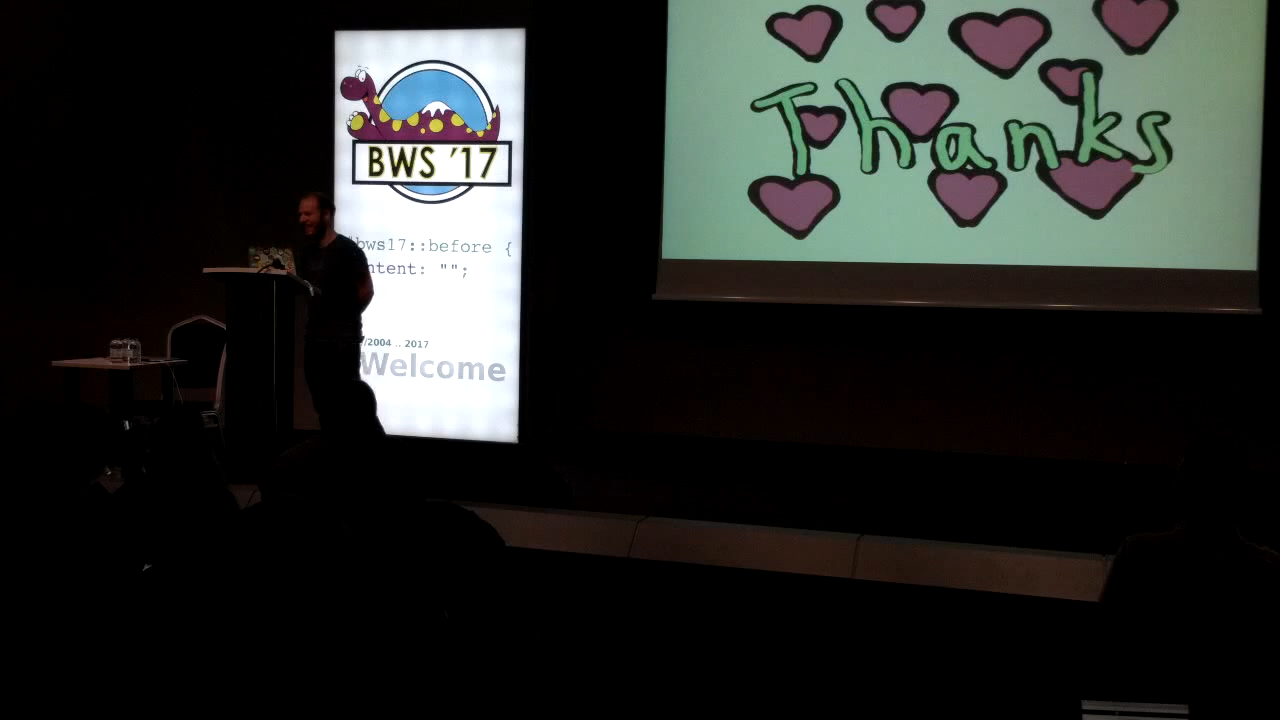 BWS '17
bws17::before {
ntent: "";
/2004 .. 2017
Welcome
Thanks